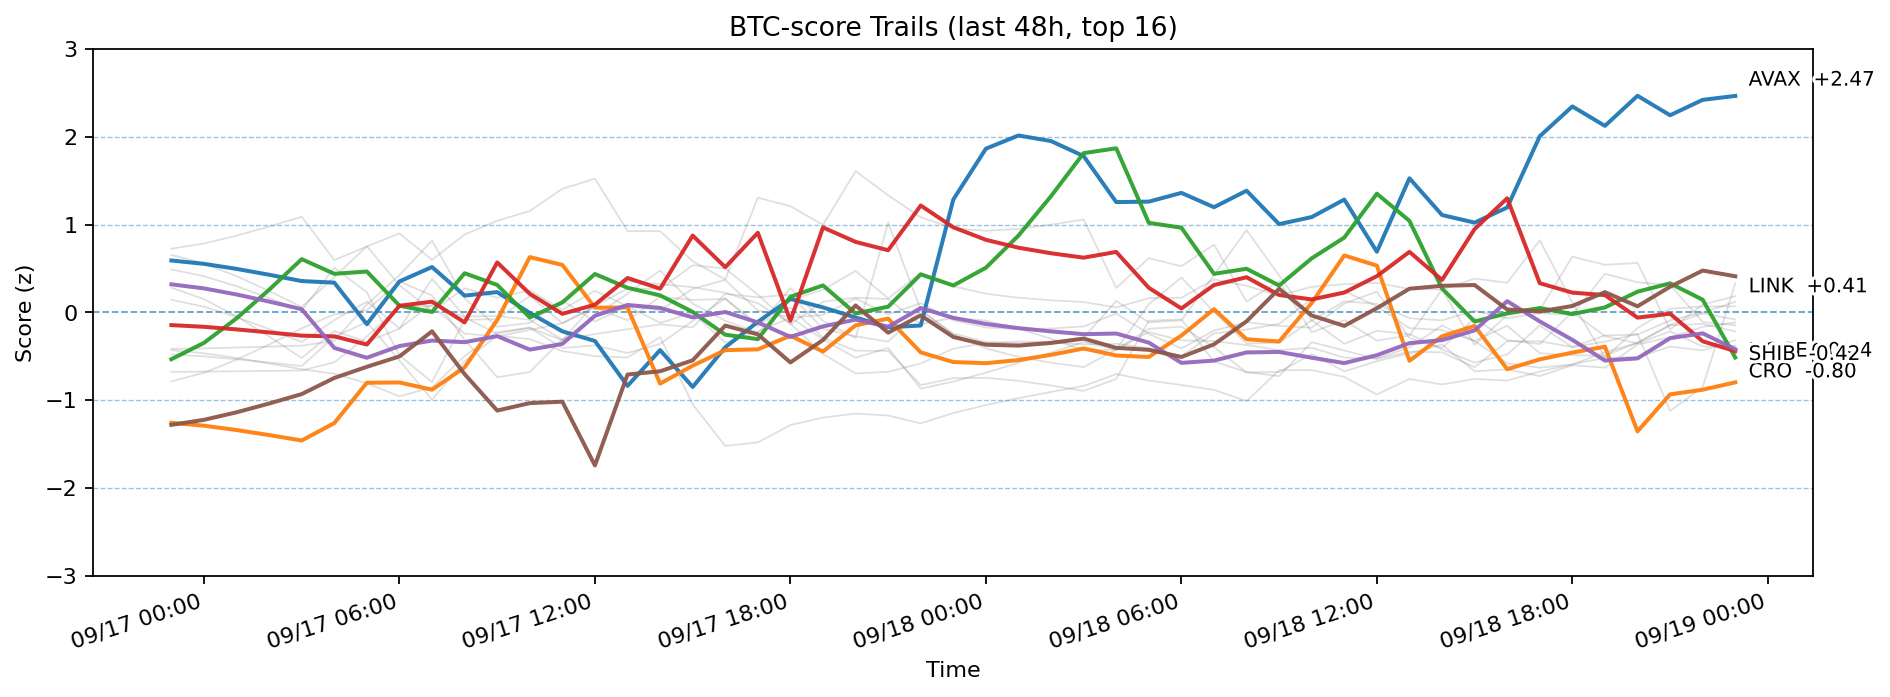 BTC-score Trails (last 48h, top 16)
Score (z)
3
2
1
0
−1
−2
−3
AVAX +2.47
LINK +0.41
SHIB -0.42
CRO -0.80
09/17 00:00
09/17 06:00
09/17 12:00
09/17 18:00
09/18 00:00
09/18 06:00
09/18 12:00
09/18 18:00
09/19 00:00
Time